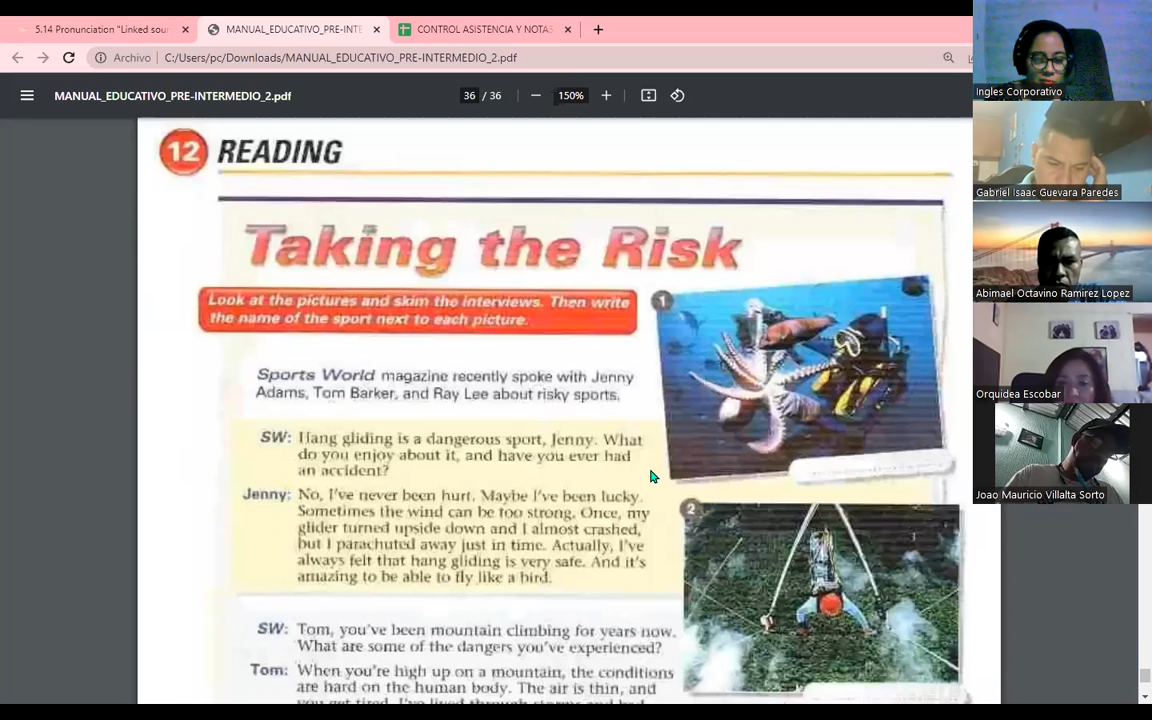 5.14 Pronunciation "Linked sour
MANUAL_EDUCATIVO_PRE-INTE
CONTROL ASISTENCIA Y NOTAS
Archivo
C:/Users/pc/Downloads/MANUAL_EDUCATIVO_PRE-INTERMEDIO_2.pdf
MANUAL_EDUCATIVO_PRE-INTERMEDIO_2.pdf
36 / 36
150%
12 READING
Taking the Risk
Look at the pictures and skim the interviews. Then write
the name of the sport next to each picture.
Sports World magazine recently spoke with Jenny
Adams, Tom Barker, and Ray Lee about risky sports.
SW: Hang gliding is a dangerous sport, Jenny. What
do you enjoy about it, and have you ever had
an accident?
Jenny: No, I've never been hurt. Maybe I've been lucky.
Sometimes the wind can be too strong. Once, my
glider turned upside down and I almost crashed,
but I parachuted away just in time. Actually, I've
always felt that hang gliding is very safe. And it's
amazing to be able to fly like a bird.
SW: Tom, you've been mountain climbing for years now.
What are some of the dangers you've experienced?
Tom: When you're high up on a mountain, the conditions
are hard on the human body. The air is thin, and
you get tired. I've lived through storms and bad
1
2
Ingles Corporativo
Gabriel Isaac Guevara Paredes
Abimael Octavino Ramirez Lopez
Orquidea Escobar
Joao Mauricio Villalta Sorto